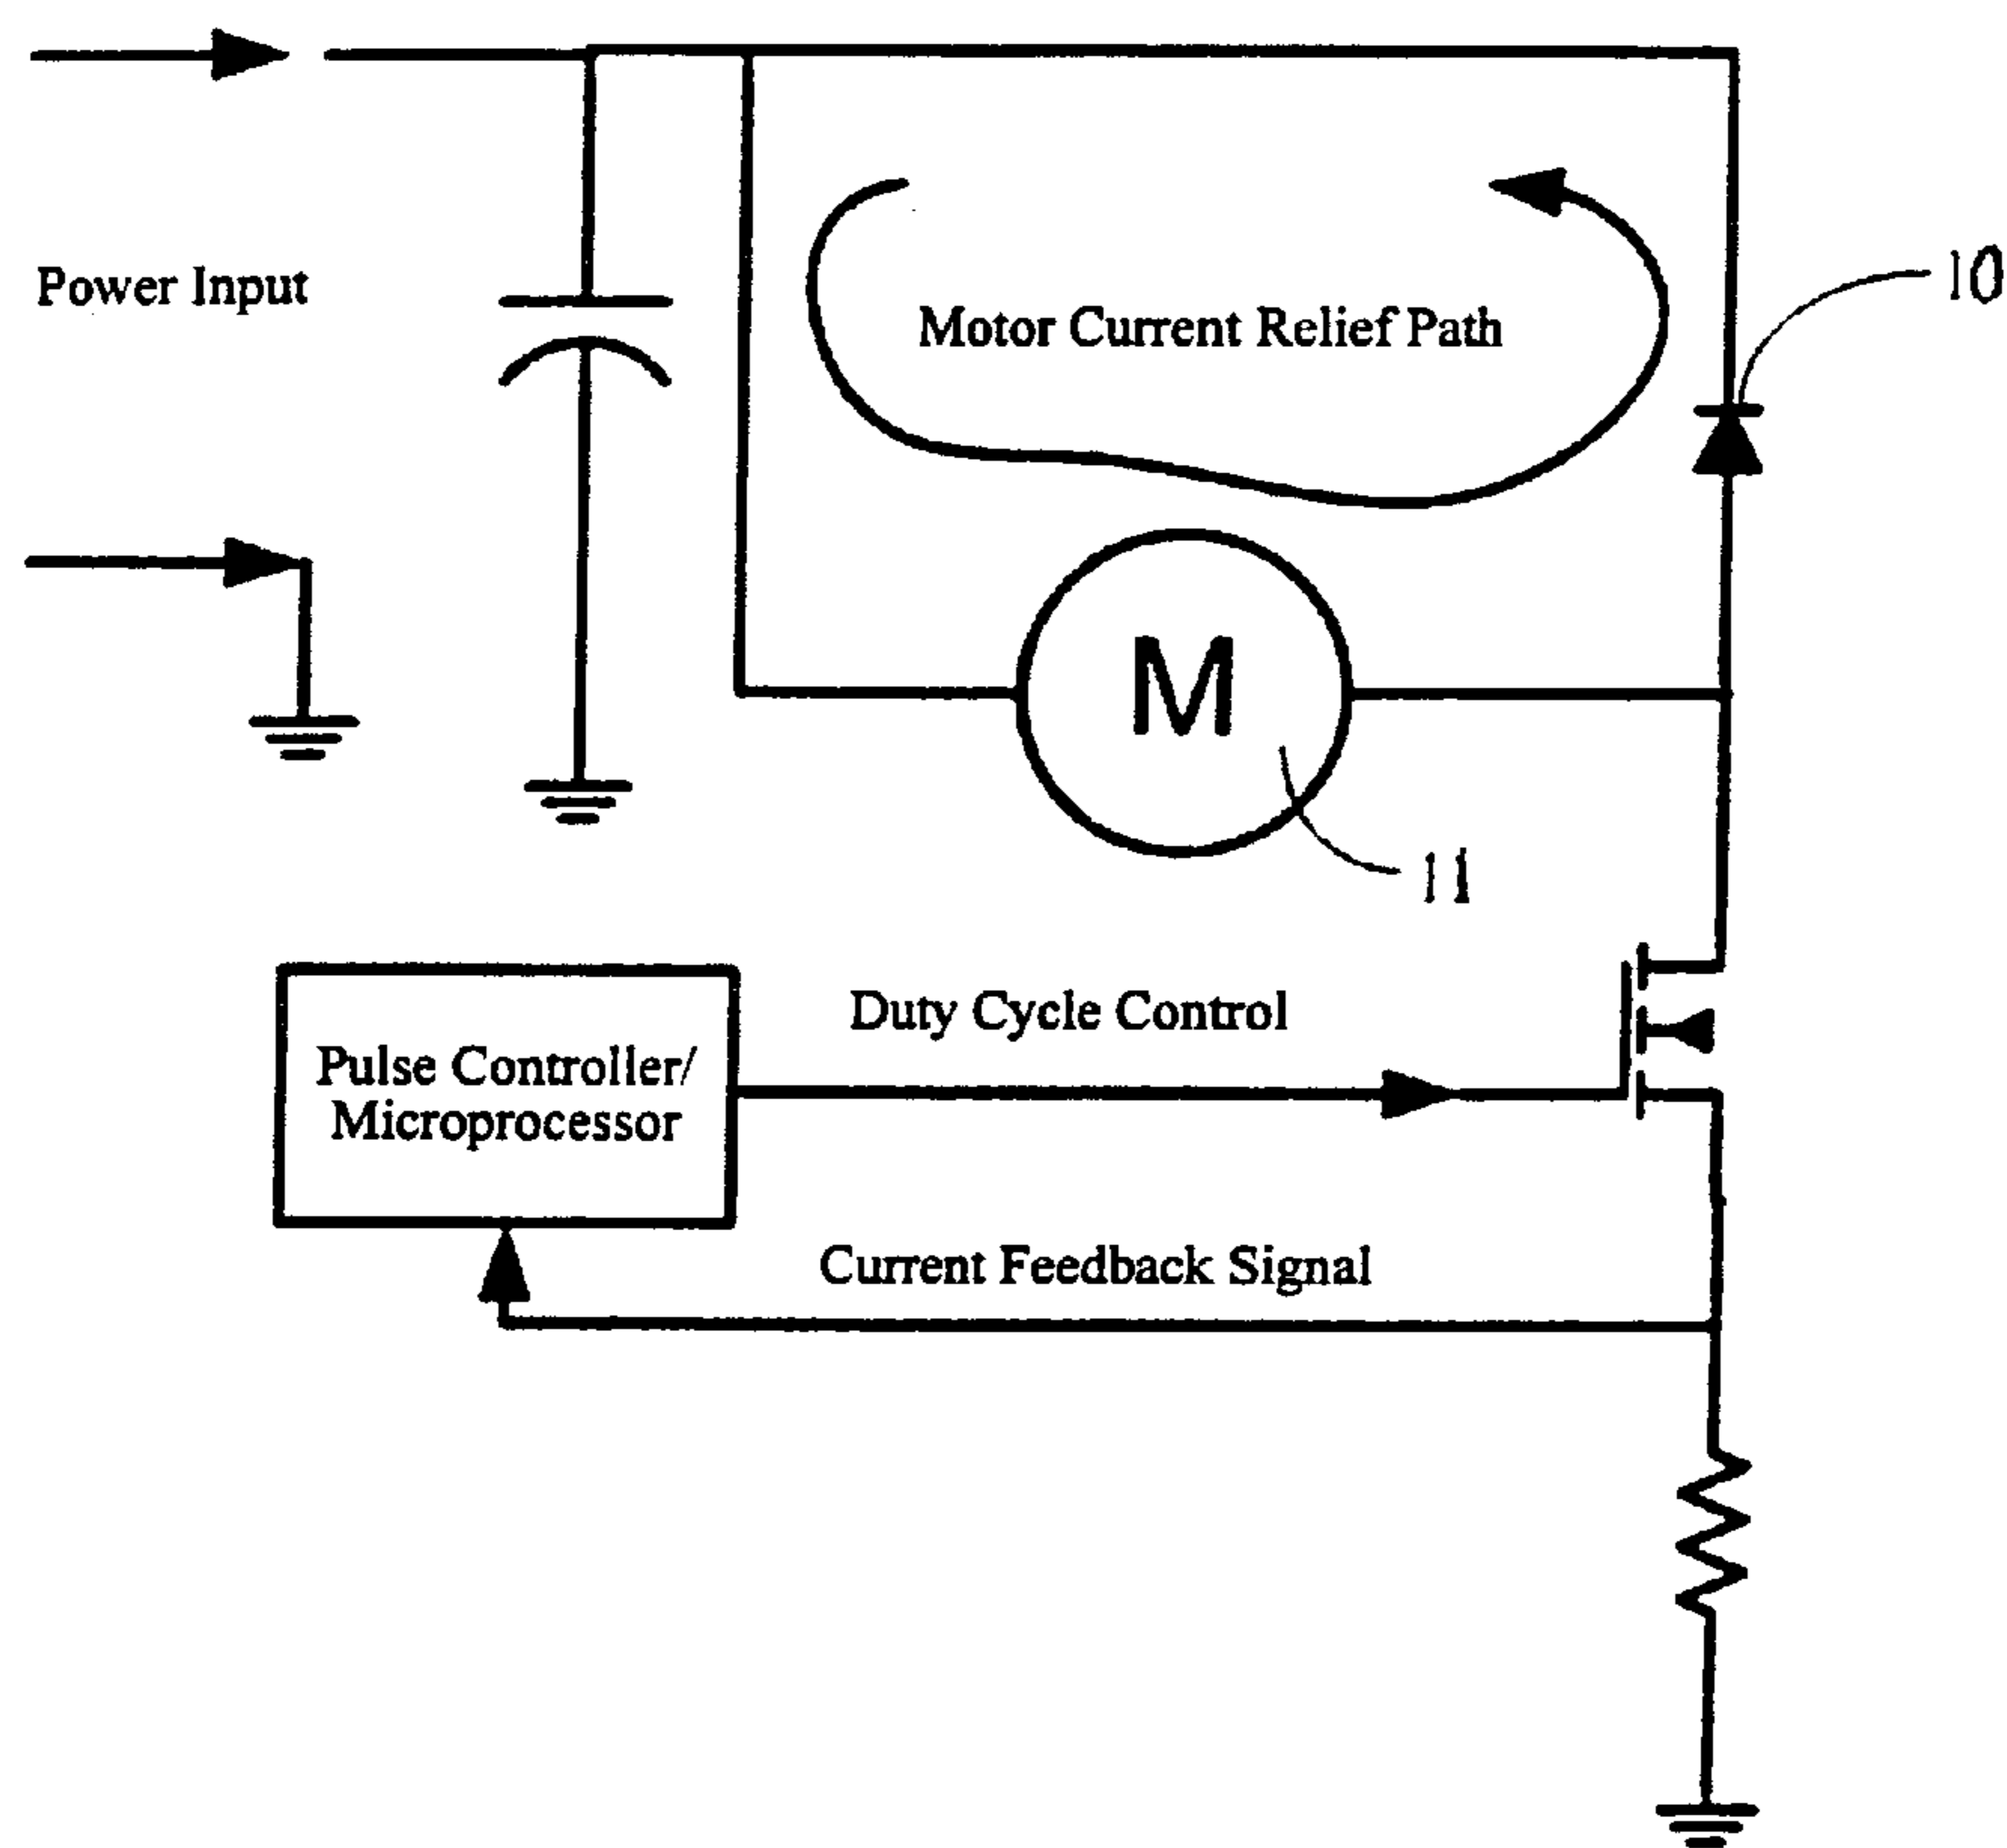 Power Input
Motor Current Relief Path
10
M
11
Duty Cycle Control
Pulse Controller/
Microprocessor
Current Feedback Signal